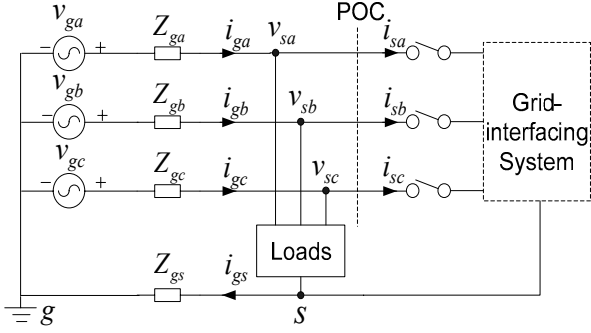 POC
v_ga Z_ga i_ga v_sa i_sa
− +
v_gb Z_gb i_gb v_sb i_sb
− +
v_gc Z_gc i_gc v_sc i_sc
− +
Grid-
interfacing
System
Loads
Z_gs i_gs
g s